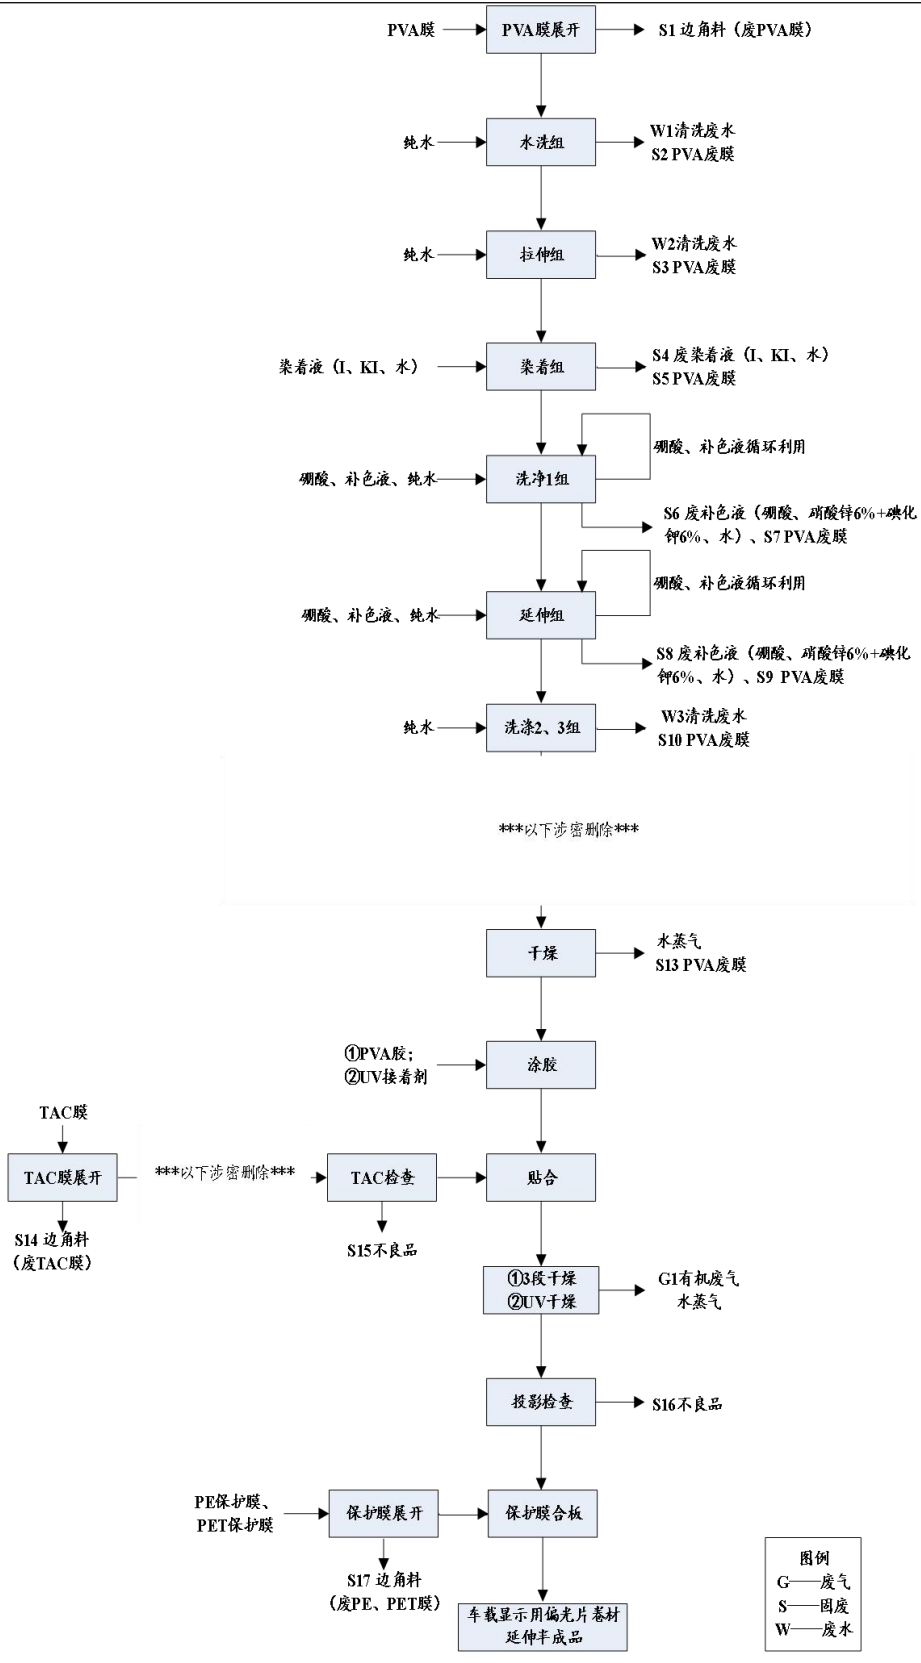 PVA膜
PVA膜展开
S1 边角料（废PVA膜）
纯水
水洗组
W1清洗废水
S2 PVA废膜
纯水
拉伸组
W2清洗废水
S3 PVA废膜
染着液（I、KI、水）
染着组
S4 废染着液（I、KI、水）
S5 PVA废膜
硼酸、补色液循环利用
硼酸、补色液、纯水
洗净1组
S6 废补色液（硼酸、硝酸锌6%+碘化
钾6%、水）、S7 PVA废膜
硼酸、补色液循环利用
硼酸、补色液、纯水
延伸组
S8 废补色液（硼酸、硝酸锌6%+碘化
钾6%、水）、S9 PVA废膜
纯水
洗涤2、3组
W3清洗废水
S10 PVA废膜
***以下涉密删除***
干燥
水蒸气
S13 PVA废膜
①PVA胶；
②UV接着剂
涂胶
TAC膜
TAC膜展开
***以下涉密删除***
TAC检查
贴合
S14 边角料
（废TAC膜）
S15不良品
①3段干燥
②UV干燥
G1有机废气
水蒸气
投影检查
S16不良品
PE保护膜、
PET保护膜
保护膜展开
保护膜合板
S17 边角料
（废PE、PET膜）
车载显示用偏光片卷材
延伸半成品
图例
G——废气
S——固废
W——废水